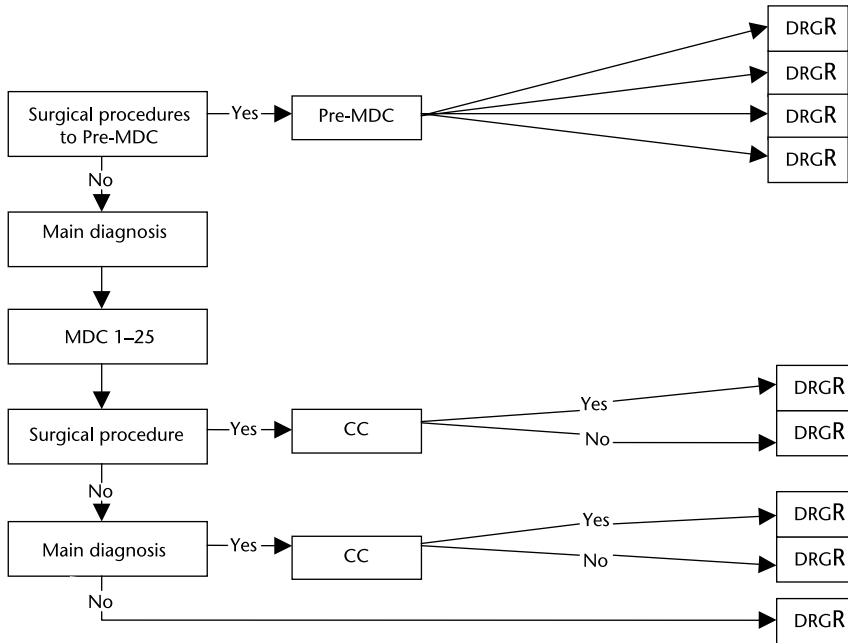 DRGR
DRGR
Surgical procedures
to Pre-MDC
Yes
Pre-MDC
DRGR
DRGR
No
Main diagnosis
MDC 1–25
Yes
DRGR
Surgical procedure
Yes
CC
No
DRGR
No
Yes
DRGR
Main diagnosis
Yes
CC
No
DRGR
No
DRGR